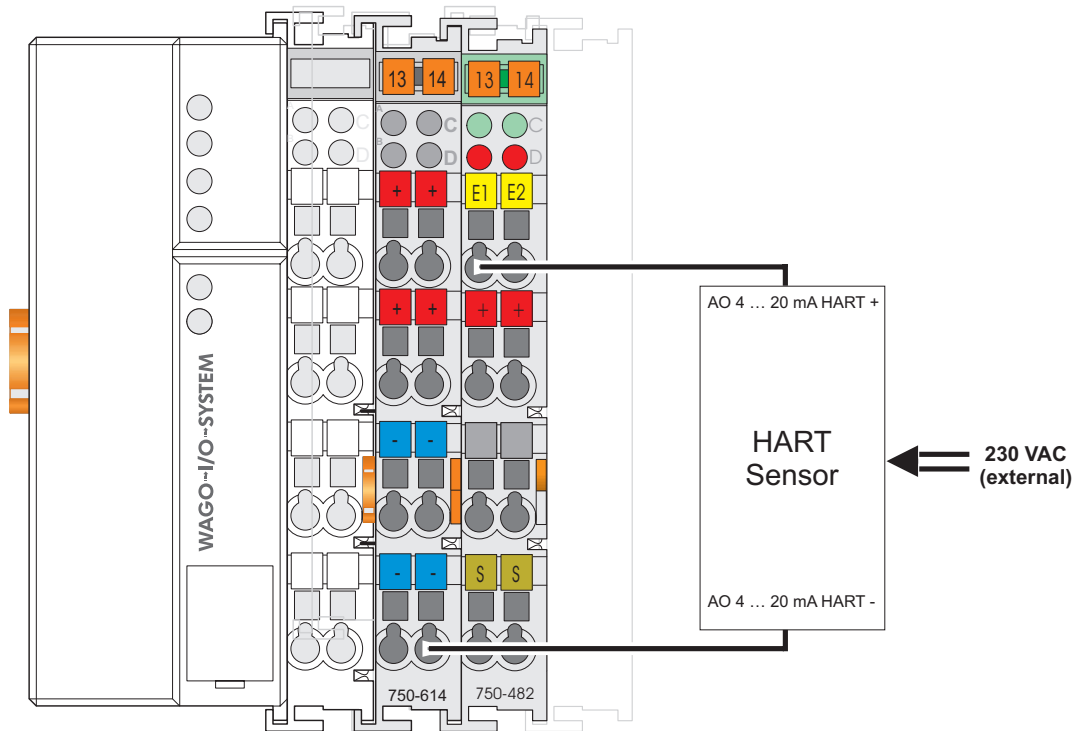 13 14
13 14
A
C
C
C
B
D
D
D
+ +
E1 E2
+ +
+ +
- -
- -
S S
750-614
750-482
WAGO-I/O-SYSTEM
AO 4 … 20 mA HART +
HART
Sensor
AO 4 … 20 mA HART -
230 VAC
(external)